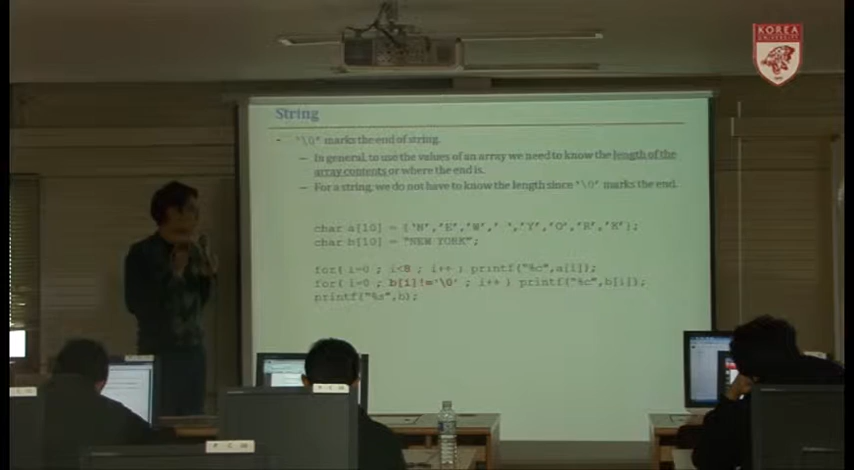 KOREA
UNIVERSITY
String
- '\0' marks the end of string.
– In general, to use the values of an array we need to know the length of the
array contents or where the end is.
– For a string, we do not have to know the length since '\0' marks the end.
char a[10] = {'N','E','W',' ','Y','O','R','K'};
char b[10] = "NEW YORK";
for( i=0 ; i<8 ; i++ ) printf("%c",a[i]);
for( i=0 ; b[i]!='\0' ; i++ ) printf("%c",b[i]);
printf("%s",b);